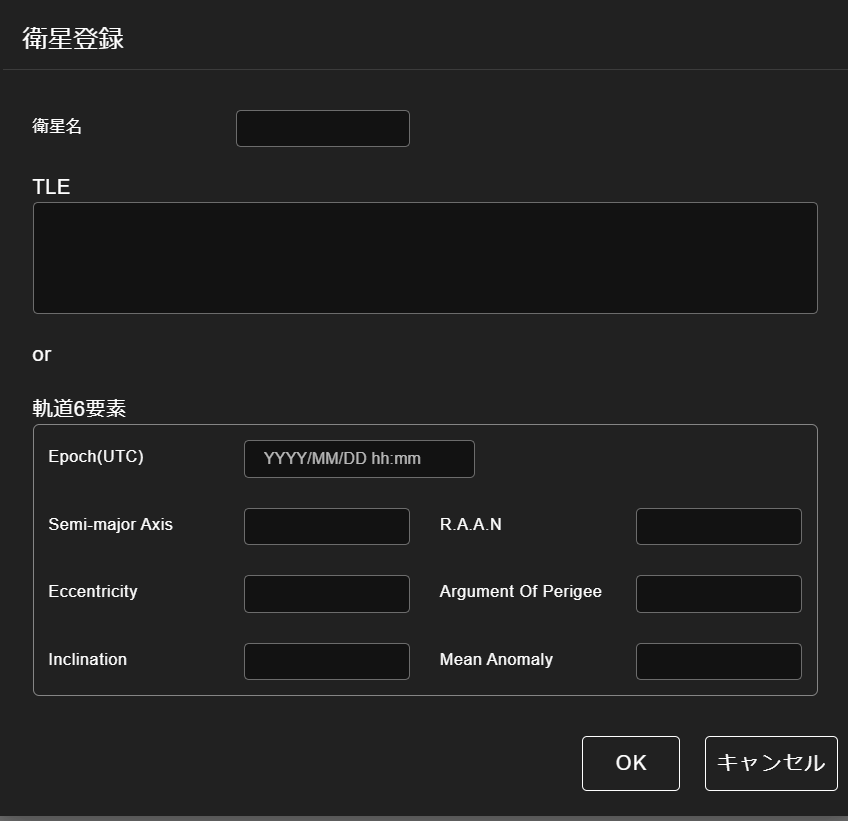 衛星登録
衛星名
TLE
or
軌道6要素
Epoch(UTC) YYYY/MM/DD hh:mm
Semi-major Axis R.A.A.N
Eccentricity Argument Of Perigee
Inclination Mean Anomaly
OK キャンセル